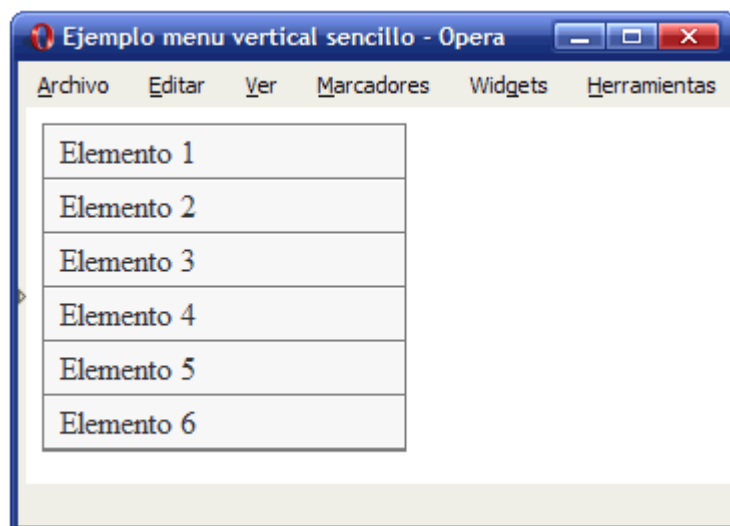 Ejemplo menu vertical sencillo - Opera
Archivo Editar Ver Marcadores Widgets Herramientas
Elemento 1
Elemento 2
Elemento 3
Elemento 4
Elemento 5
Elemento 6